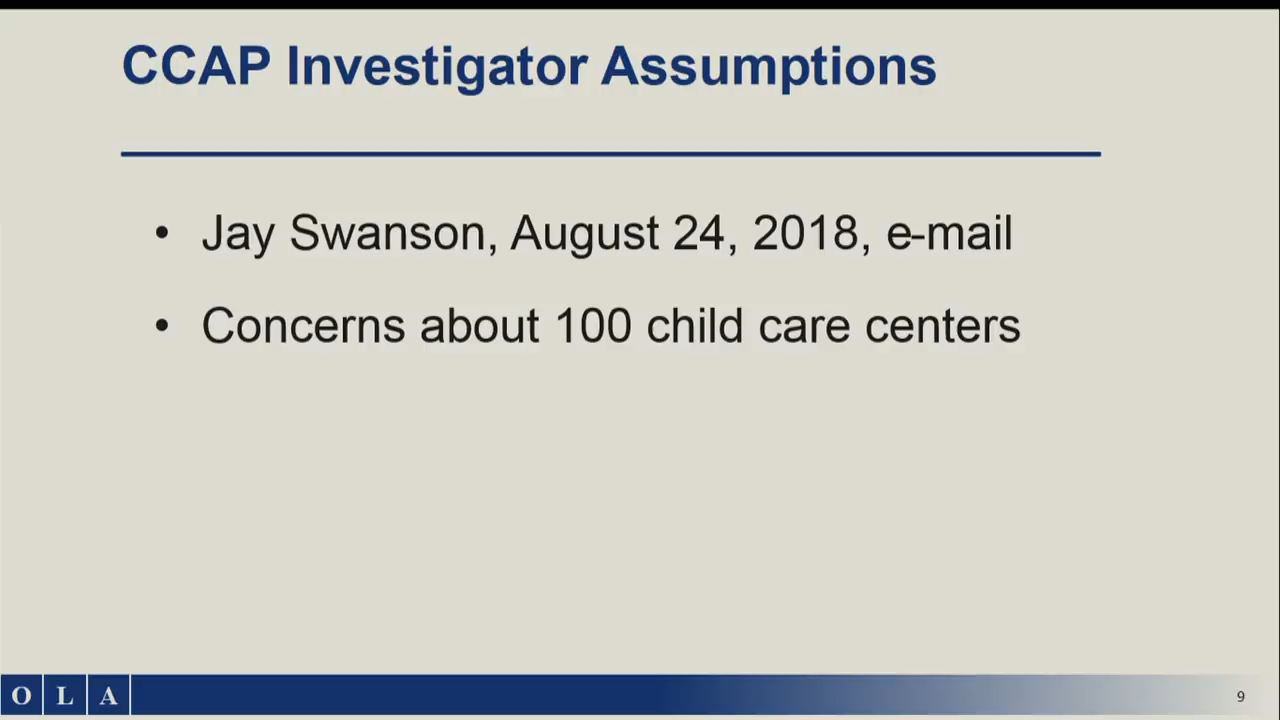 CCAP Investigator Assumptions
• Jay Swanson, August 24, 2018, e-mail
• Concerns about 100 child care centers
O L A
9